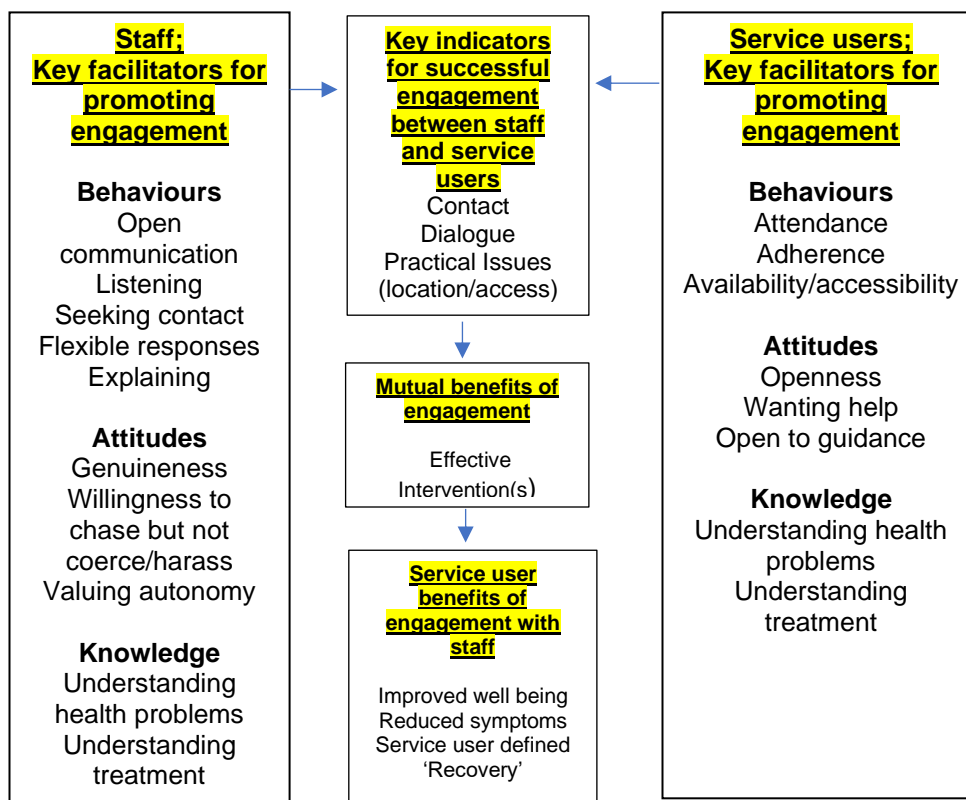 Staff;
Key facilitators for
promoting
engagement
Behaviours
Open
communication
Listening
Seeking contact
Flexible responses
Explaining
Attitudes
Genuineness
Willingness to
chase but not
coerce/harass
Valuing autonomy
Knowledge
Understanding
health problems
Understanding
treatment
Key indicators
for successful
engagement
between staff
and service
users
Contact
Dialogue
Practical Issues
(location/access)
Mutual benefits of
engagement
Effective
Intervention(s)
Service user
benefits of
engagement with
staff
Improved well being
Reduced symptoms
Service user defined
‘Recovery’
Service users;
Key facilitators for
promoting
engagement
Behaviours
Attendance
Adherence
Availability/accessibility
Attitudes
Openness
Wanting help
Open to guidance
Knowledge
Understanding health
problems
Understanding
treatment